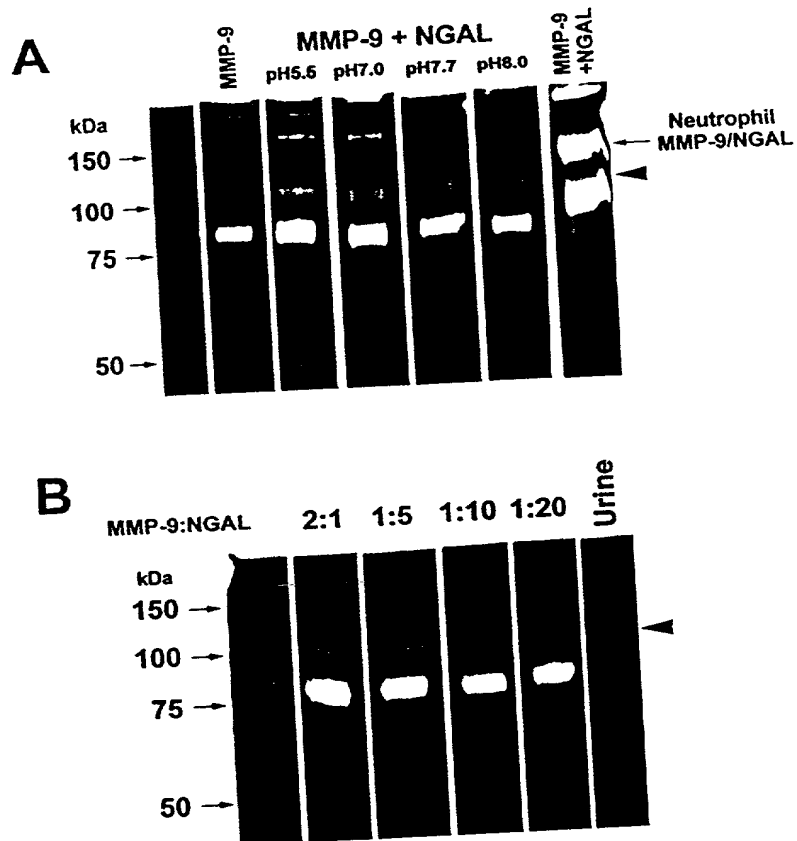 A
MMP-9
MMP-9 + NGAL
pH5.5 pH7.0 pH7.7 pH8.0
MMP-9
+NGAL
kDa
150
100
75
50
Neutrophil
MMP-9/NGAL
B
MMP-9:NGAL 2:1 1:5 1:10 1:20 Urine
kDa
150
100
75
50